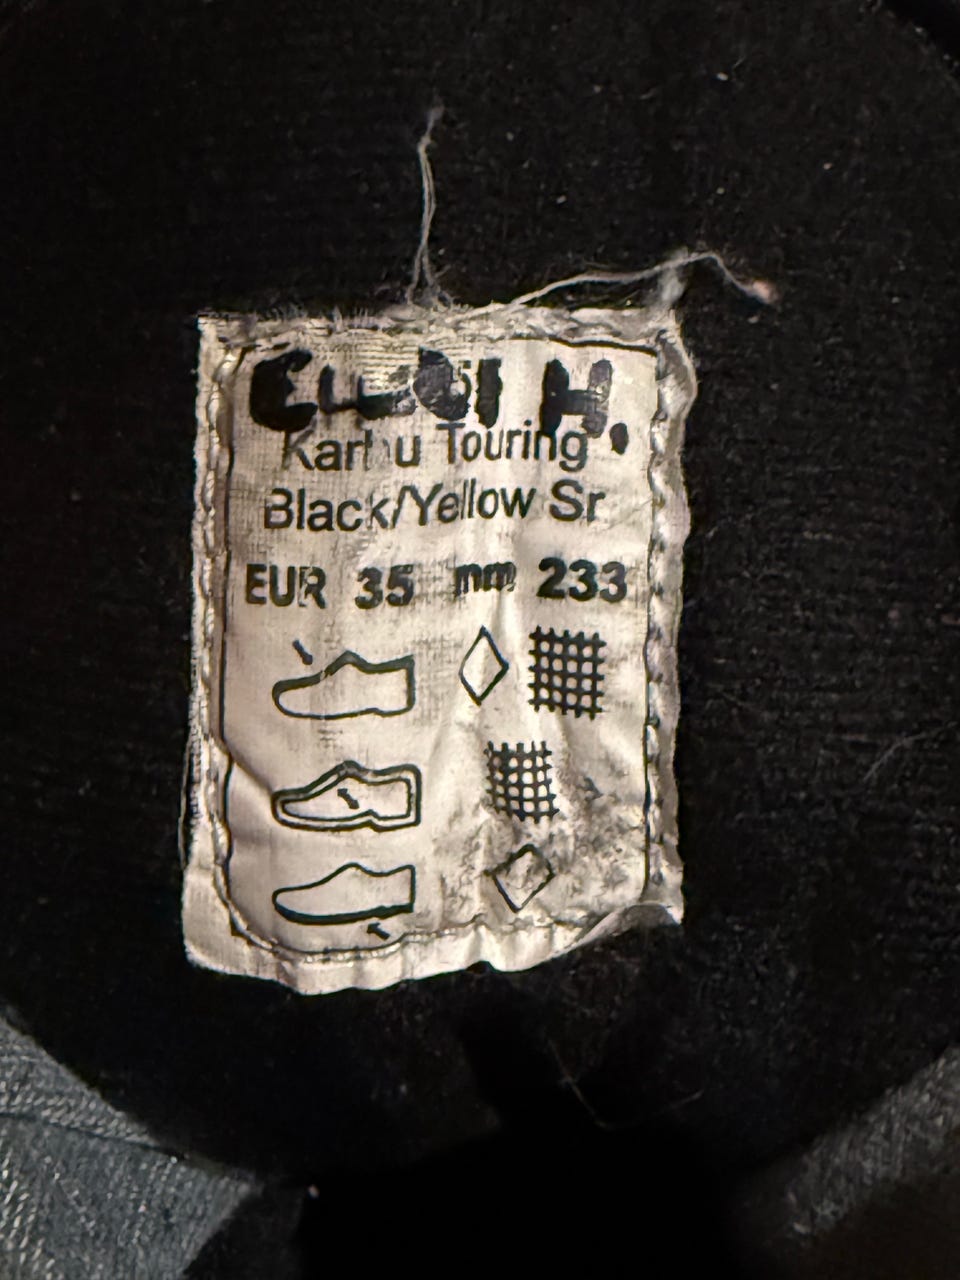 H.
Karhu Touring
Black/Yellow Sr
EUR 35 mm 233